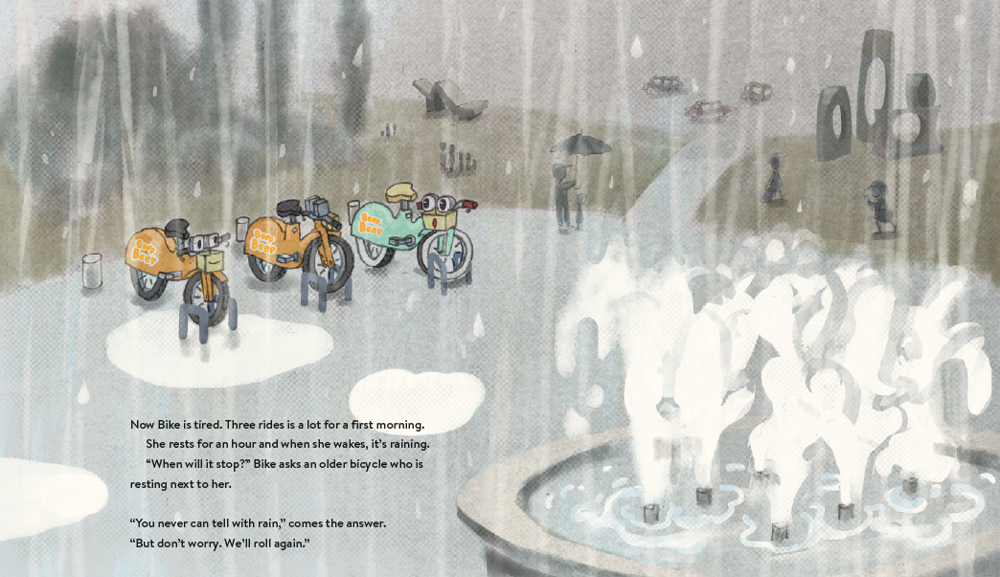 Beep
Beep
Beep
Beep
Beep
Beep
Beep
Now Bike is tired. Three rides is a lot for a first morning.
She rests for an hour and when she wakes, it’s raining.
“When will it stop?” Bike asks an older bicycle who is
resting next to her.
“You never can tell with rain,” comes the answer.
“But don’t worry. We’ll roll again.”